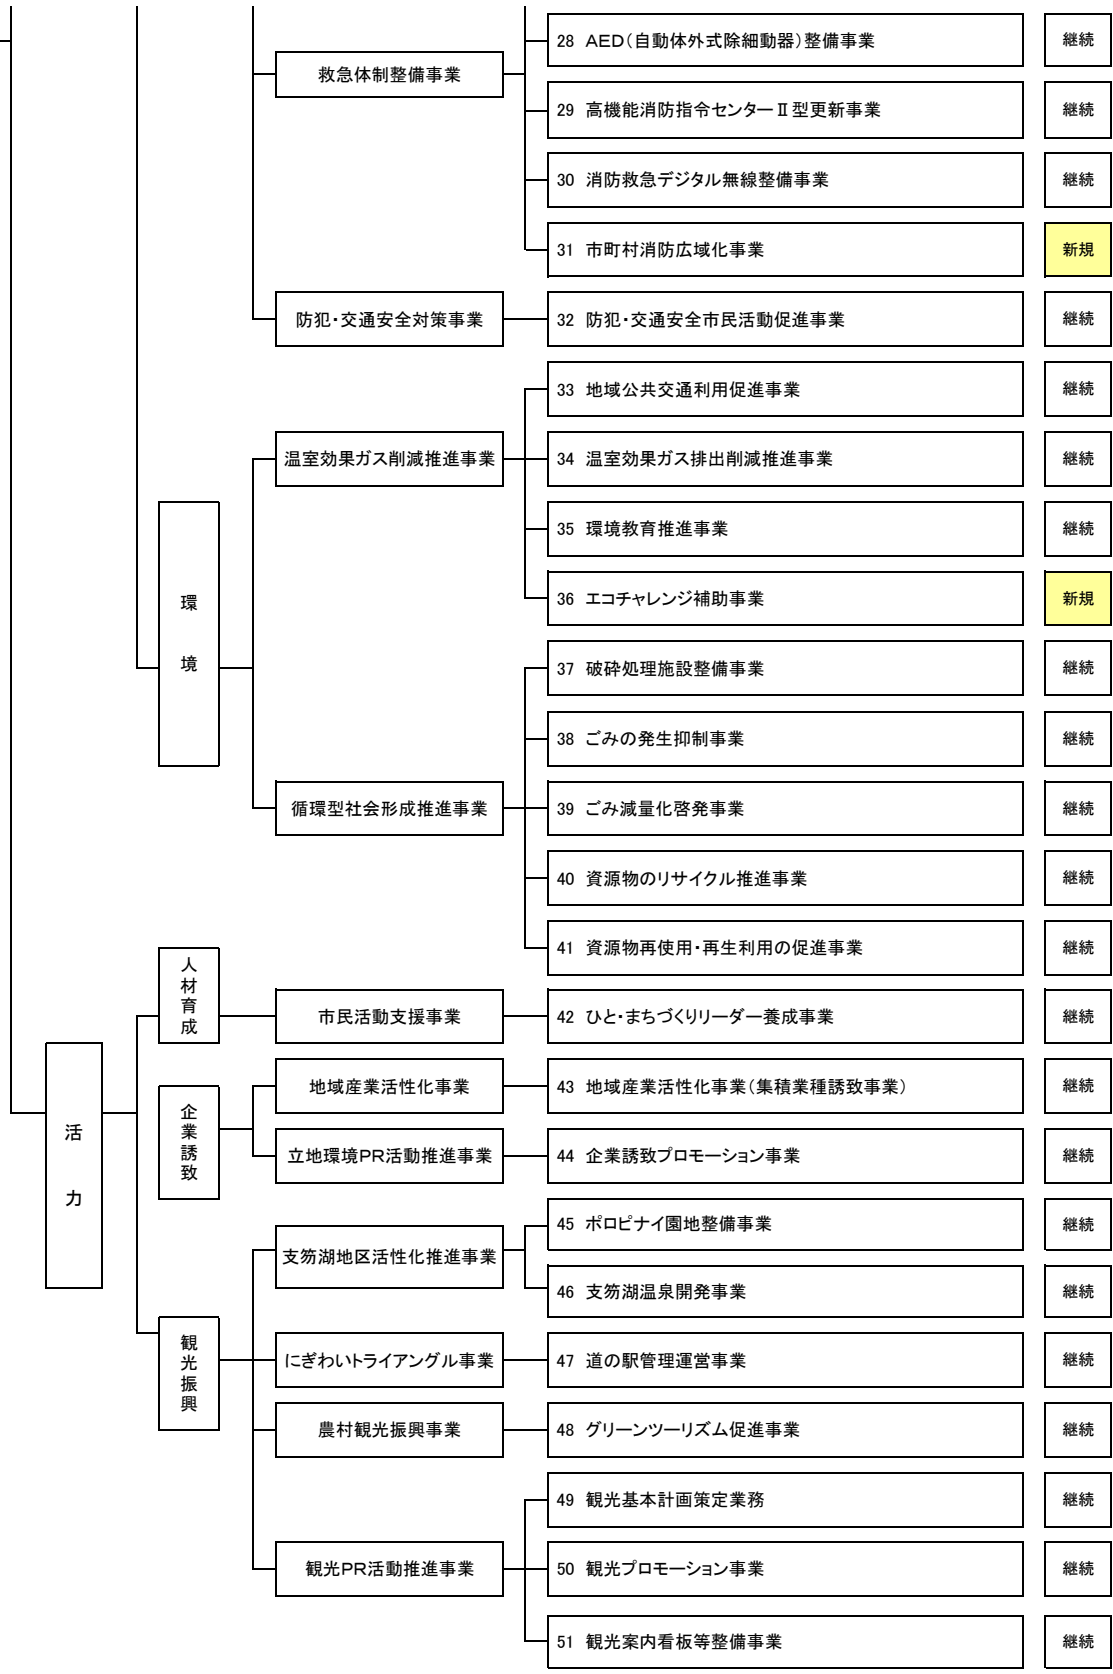 28 AED(自動体外式除細動器)整備事業 継続
救急体制整備事業
29 高機能消防指令センターⅡ型更新事業 継続
30 消防救急デジタル無線整備事業 継続
31 市町村消防広域化事業 新規
防犯・交通安全対策事業 32 防犯・交通安全市民活動促進事業 継続
33 地域公共交通利用促進事業 継続
温室効果ガス削減推進事業 34 温室効果ガス排出削減推進事業 継続
35 環境教育推進事業 継続
環境
36 エコチャレンジ補助事業 新規
37 破砕処理施設整備事業 継続
38 ごみの発生抑制事業 継続
循環型社会形成推進事業 39 ごみ減量化啓発事業 継続
40 資源物のリサイクル推進事業 継続
41 資源物再使用・再生利用の促進事業 継続
人材育成 市民活動支援事業 42 ひと・まちづくりリーダー養成事業 継続
活力
企業誘致
地域産業活性化事業 43 地域産業活性化事業(集積業種誘致事業) 継続
立地環境PR活動推進事業 44 企業誘致プロモーション事業 継続
45 ポロピナイ園地整備事業 継続
支笏湖地区活性化推進事業
46 支笏湖温泉開発事業 継続
観光振興
にぎわいトライアングル事業 47 道の駅管理運営事業 継続
農村観光振興事業 48 グリーンツーリズム促進事業 継続
49 観光基本計画策定業務 継続
観光PR活動推進事業 50 観光プロモーション事業 継続
51 観光案内看板等整備事業 継続